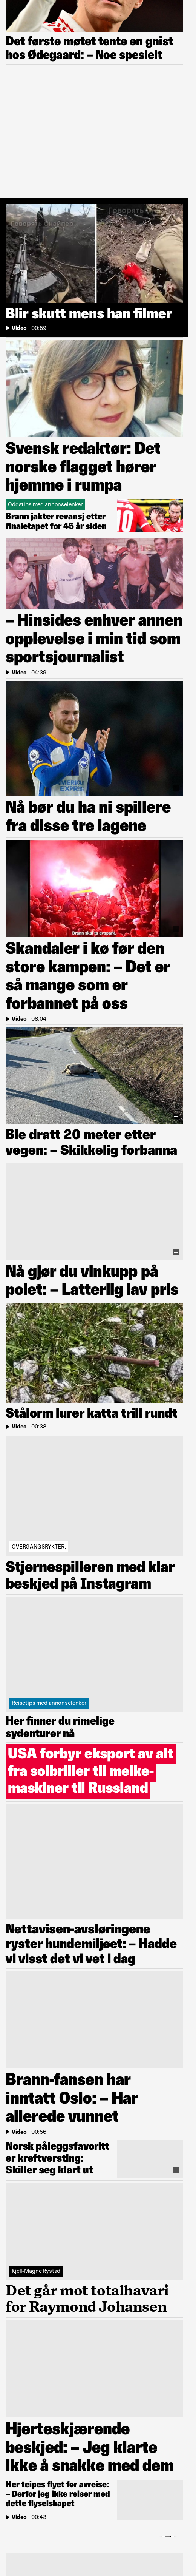 Det første møtet tente en gnist
hos Ødegaard: – Noe spesielt
Blir skutt mens han filmer
Video | 00:59
Svensk redaktør: Det
norske flagget hører
hjemme i rumpa
Oddstips med annonselenker
Brann jakter revansj etter
finaletapet for 45 år siden
– Hinsides enhver annen
opplevelse i min tid som
sportsjournalist
Video | 04:39
Nå bør du ha ni spillere
fra disse tre lagene
Brann skal ta seipark
Skandaler i kø før den
store kampen: – Det er
så mange som er
forbannet på oss
Video | 08:04
Ble dratt 20 meter etter
vegen: – Skikkelig forbanna
Nå gjør du vinkupp på
polet: – Latterlig lav pris
Stålorm lurer katta trill rundt
Video | 00:38
OVERGANGSRYKTER:
Stjernespilleren med klar
beskjed på Instagram
Reisetips med annonselenker
Her finner du rimelige
sydenturer nå
USA forbyr eksport av alt
fra solbriller til melke-
maskiner til Russland
Nettavisen-avsløringene
ryster hundemiljøet: – Hadde
vi visst det vi vet i dag
Brann-fansen har
inntatt Oslo: – Har
allerede vunnet
Video | 00:56
Norsk påleggsfavoritt
er kreftversting:
Skiller seg klart ut
Kjell-Magne Rystad
Det går mot totalhavari
for Raymond Johansen
Hjerteskjærende
beskjed: – Jeg klarte
ikke å snakke med dem
Her teipes flyet før avreise:
– Derfor jeg ikke reiser med
dette flyselskapet
Video | 00:43